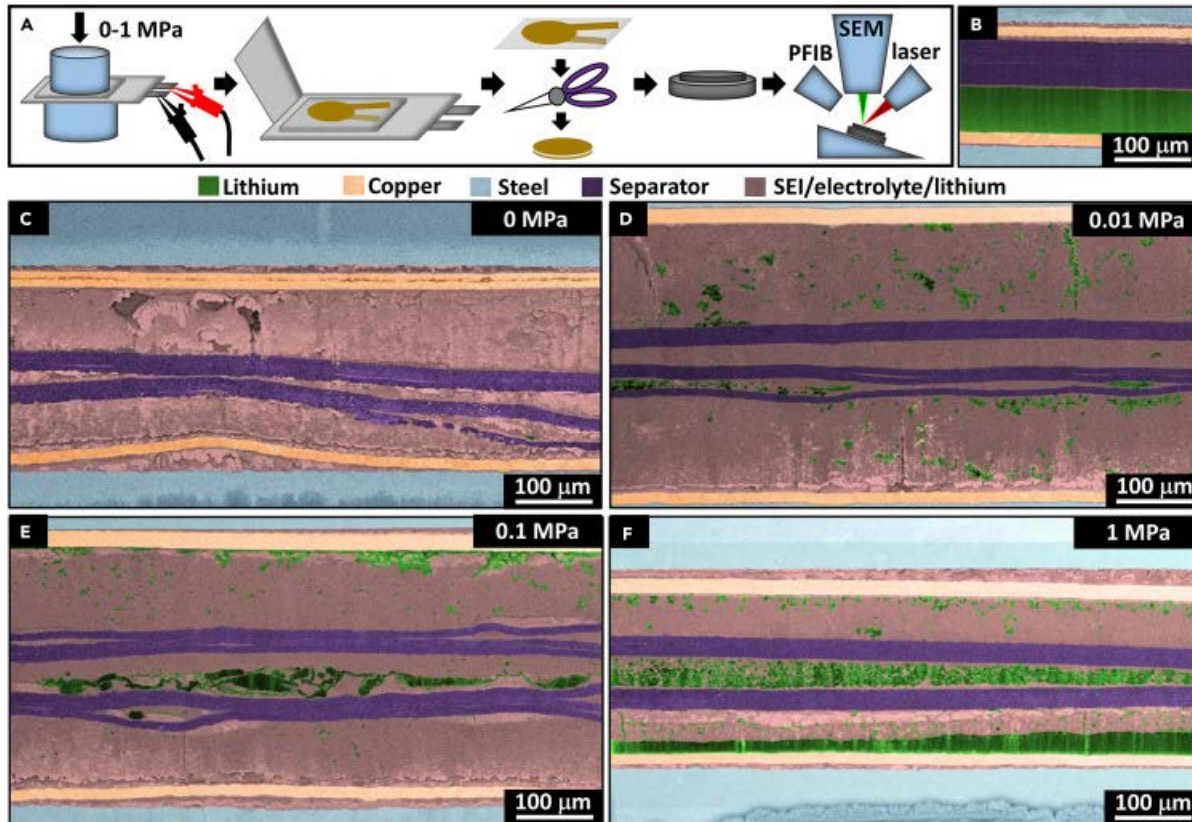 A
0-1 MPa
SEM
PFIB
laser
B
100 μm
Lithium
Copper
Steel
Separator
SEI/electrolyte/lithium
C
0 MPa
100 μm
D
0.01 MPa
100 μm
E
0.1 MPa
100 μm
F
1 MPa
100 μm